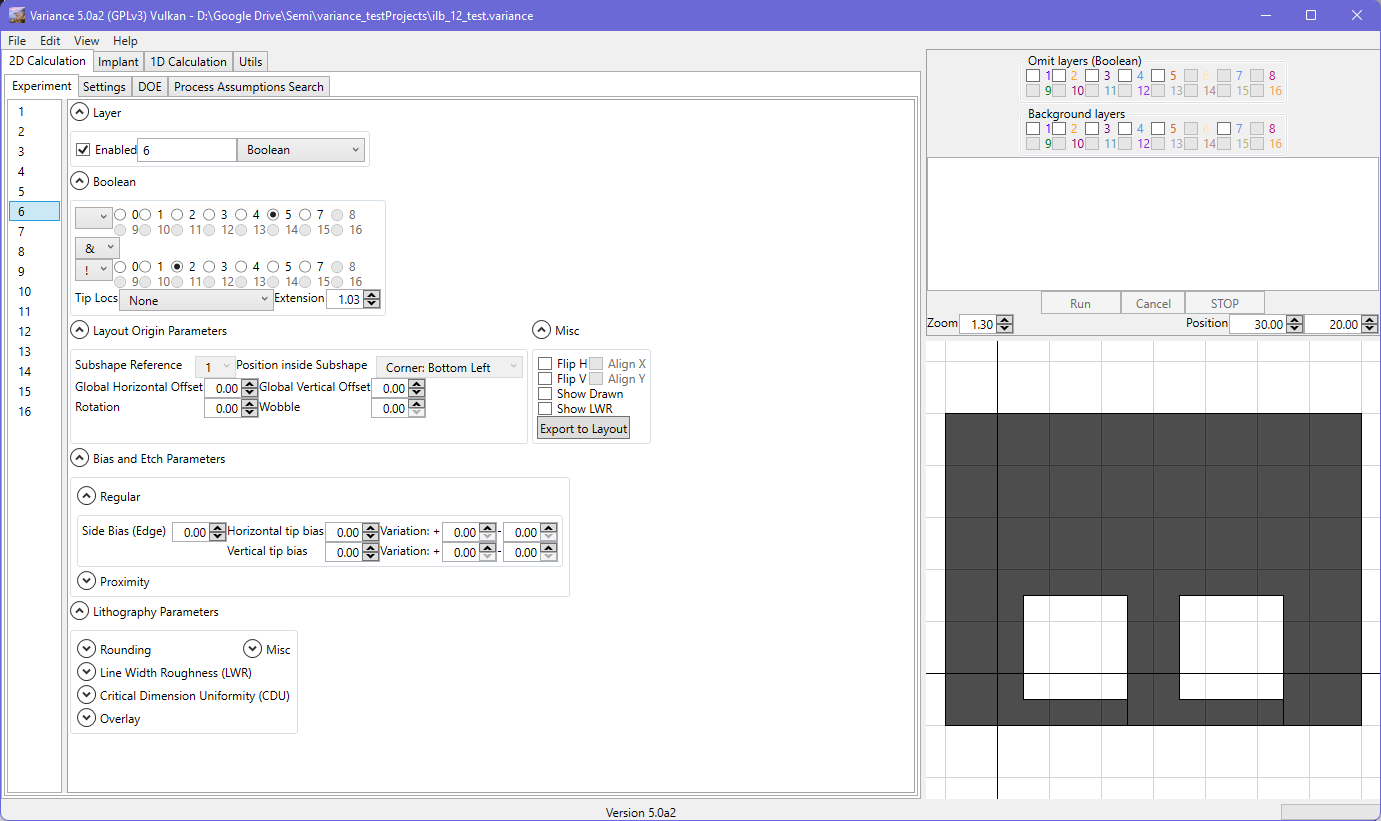 Variance 5.0a2 (GPLv3) Vulkan - D:\Google Drive\Semi\variance_testProjects\ilb_12_test.variance
File Edit View Help
2D Calculation Implant 1D Calculation Utils
Experiment Settings DOE Process Assumptions Search
1
2
3
4
5
6
7
8
9
10
11
12
13
14
15
16
Layer
Enabled 6 Boolean
Boolean
0 1 2 3 4 5 7 8
9 10 11 12 13 14 15 16
&
! 0 1 2 3 4 5 7 8
9 10 11 12 13 14 15 16
Tip Locs None Extension 1.03
Layout Origin Parameters
Subshape Reference 1 Position inside Subshape Corner: Bottom Left
Global Horizontal Offset 0.00 Global Vertical Offset 0.00
Rotation 0.00 Wobble 0.00
Misc
Flip H Align X
Flip V Align Y
Show Drawn
Show LWR
Export to Layout
Bias and Etch Parameters
Regular
Side Bias (Edge) 0.00 Horizontal tip bias 0.00 Variation: + 0.00 - 0.00
Vertical tip bias 0.00 Variation: + 0.00 - 0.00
Proximity
Lithography Parameters
Rounding Misc
Line Width Roughness (LWR)
Critical Dimension Uniformity (CDU)
Overlay
Omit layers (Boolean)
1 2 3 4 5 6 7 8
9 10 11 12 13 14 15 16
Background layers
1 2 3 4 5 6 7 8
9 10 11 12 13 14 15 16
Run Cancel STOP
Zoom 1.30 Position 30.00 20.00
Version 5.0a2